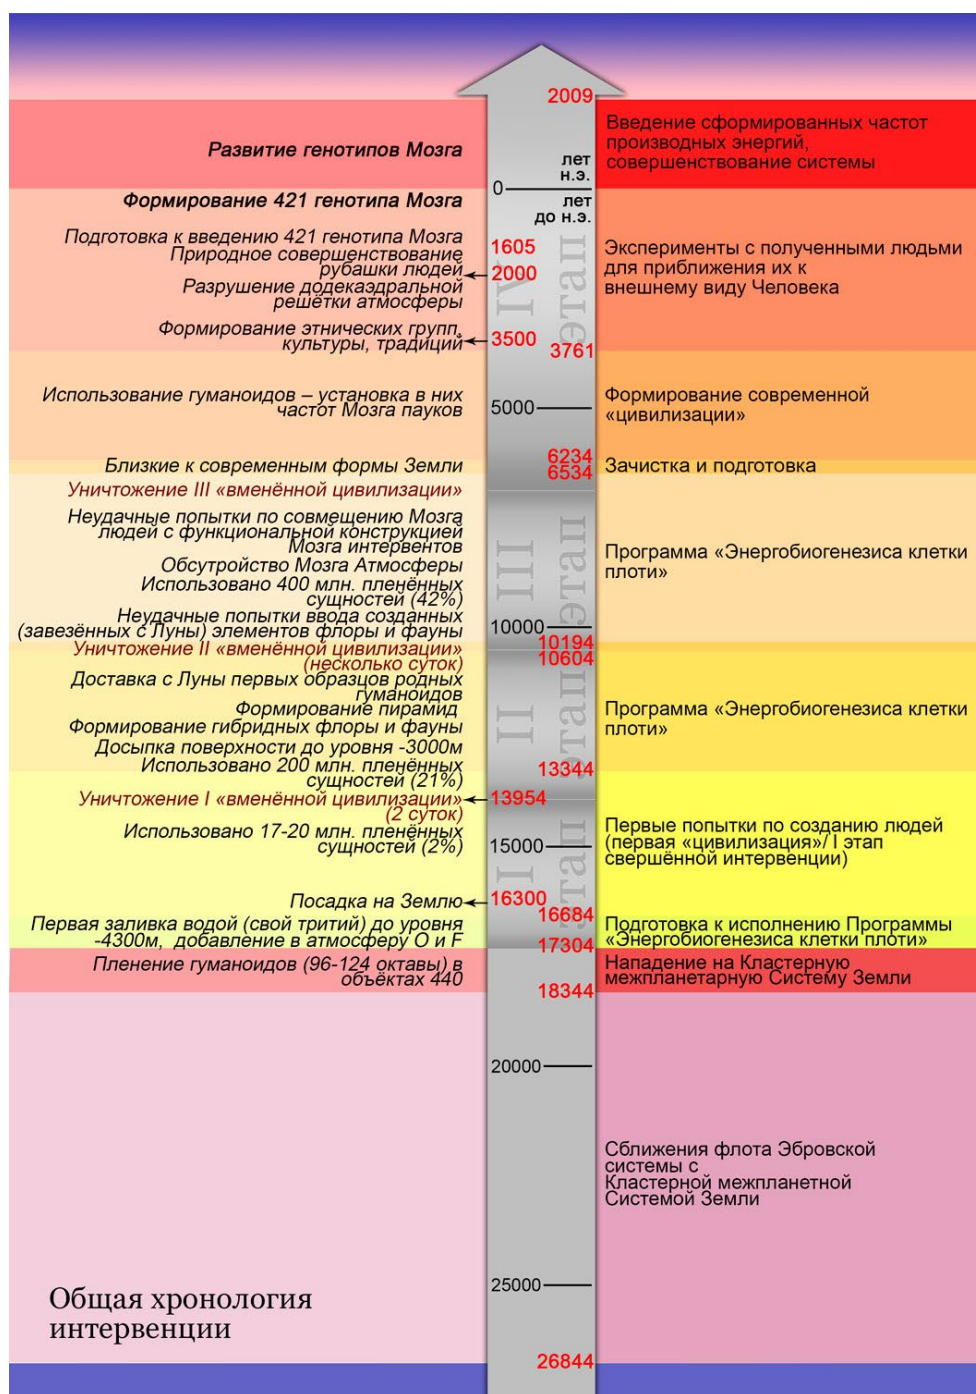 2009
Введение сформированных частот
производных энергий,
совершенствование системы
Развитие генотипов Мозга
лет
н.э.
0
лет
до н.э.
Формирование 421 генотипа Мозга
Подготовка к введению 421 генотипа Мозга
1605
Природное совершенствование
рубашки людей
2000
Разрушение додекаэдральной
решётки атмосферы
Эксперименты с полученными людьми
для приближения их к
внешнему виду Человека
IV этап
Формирование этнических групп,
культуры, традиций
3500
3761
Использование гуманоидов – установка в них
частот Мозга пауков
5000
Формирование современной
«цивилизации»
6234
Близкие к современным формы Земли
6534
Зачистка и подготовка
Уничтожение III «вменённой цивилизации»
Неудачные попытки по совмещению Мозга
людей с функциональной конструкцией
Мозга интервентов
Обсутройство Мозга Атмосферы
Использовано 400 млн. пленённых
сущностей (42%)
Неудачные попытки ввода созданных
(завезённых с Луны) элементов флоры и фауны
III этап
Программа «Энергобиогенезиса клетки
плоти»
10000
10194
Уничтожение II «вменённой цивилизации»
(несколько суток)
10604
Доставка с Луны первых образцов родных
гуманоидов
Формирование пирамид
Формирование гибридных флоры и фауны
Досыпка поверхности до уровня -3000м
Использовано 200 млн. пленённых
сущностей (21%)
II этап
Программа «Энергобиогенезиса клетки
плоти»
13344
Уничтожение I «вменённой цивилизации»
(2 суток)
13954
Использовано 17-20 млн. пленённых
сущностей (2%)
15000
I этап
Первые попытки по созданию людей
(первая «цивилизация»/ I этап
свершённой интервенции)
Посадка на Землю
16300
16684
Первая заливка водой (свой тритий) до уровня
-4300м, добавление в атмосферу O и F
Подготовка к исполнению Программы
«Энергобиогенезиса клетки плоти»
17304
Пленение гуманоидов (96-124 октавы) в
объёктах 440
Нападение на Кластерную
межпланетарную Систему Земли
18344
20000
Сближения флота Эбровской
системы с
Кластерной межпланетной
Системой Земли
25000
Общая хронология
интервенции
26844